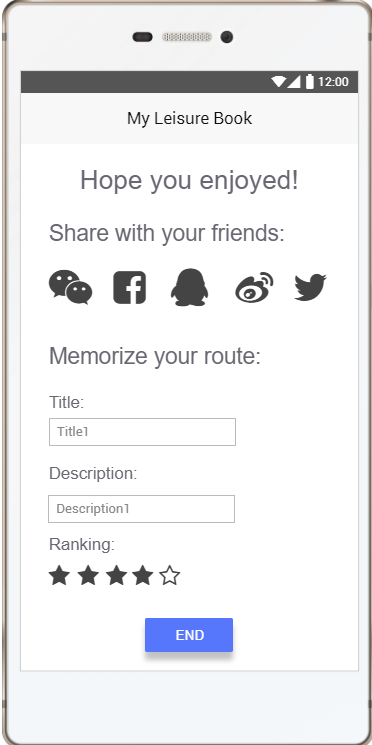 12:00
My Leisure Book
Hope you enjoyed!
Share with your friends:
Memorize your route:
Title:
Title1
Description:
Description1
Ranking:
END